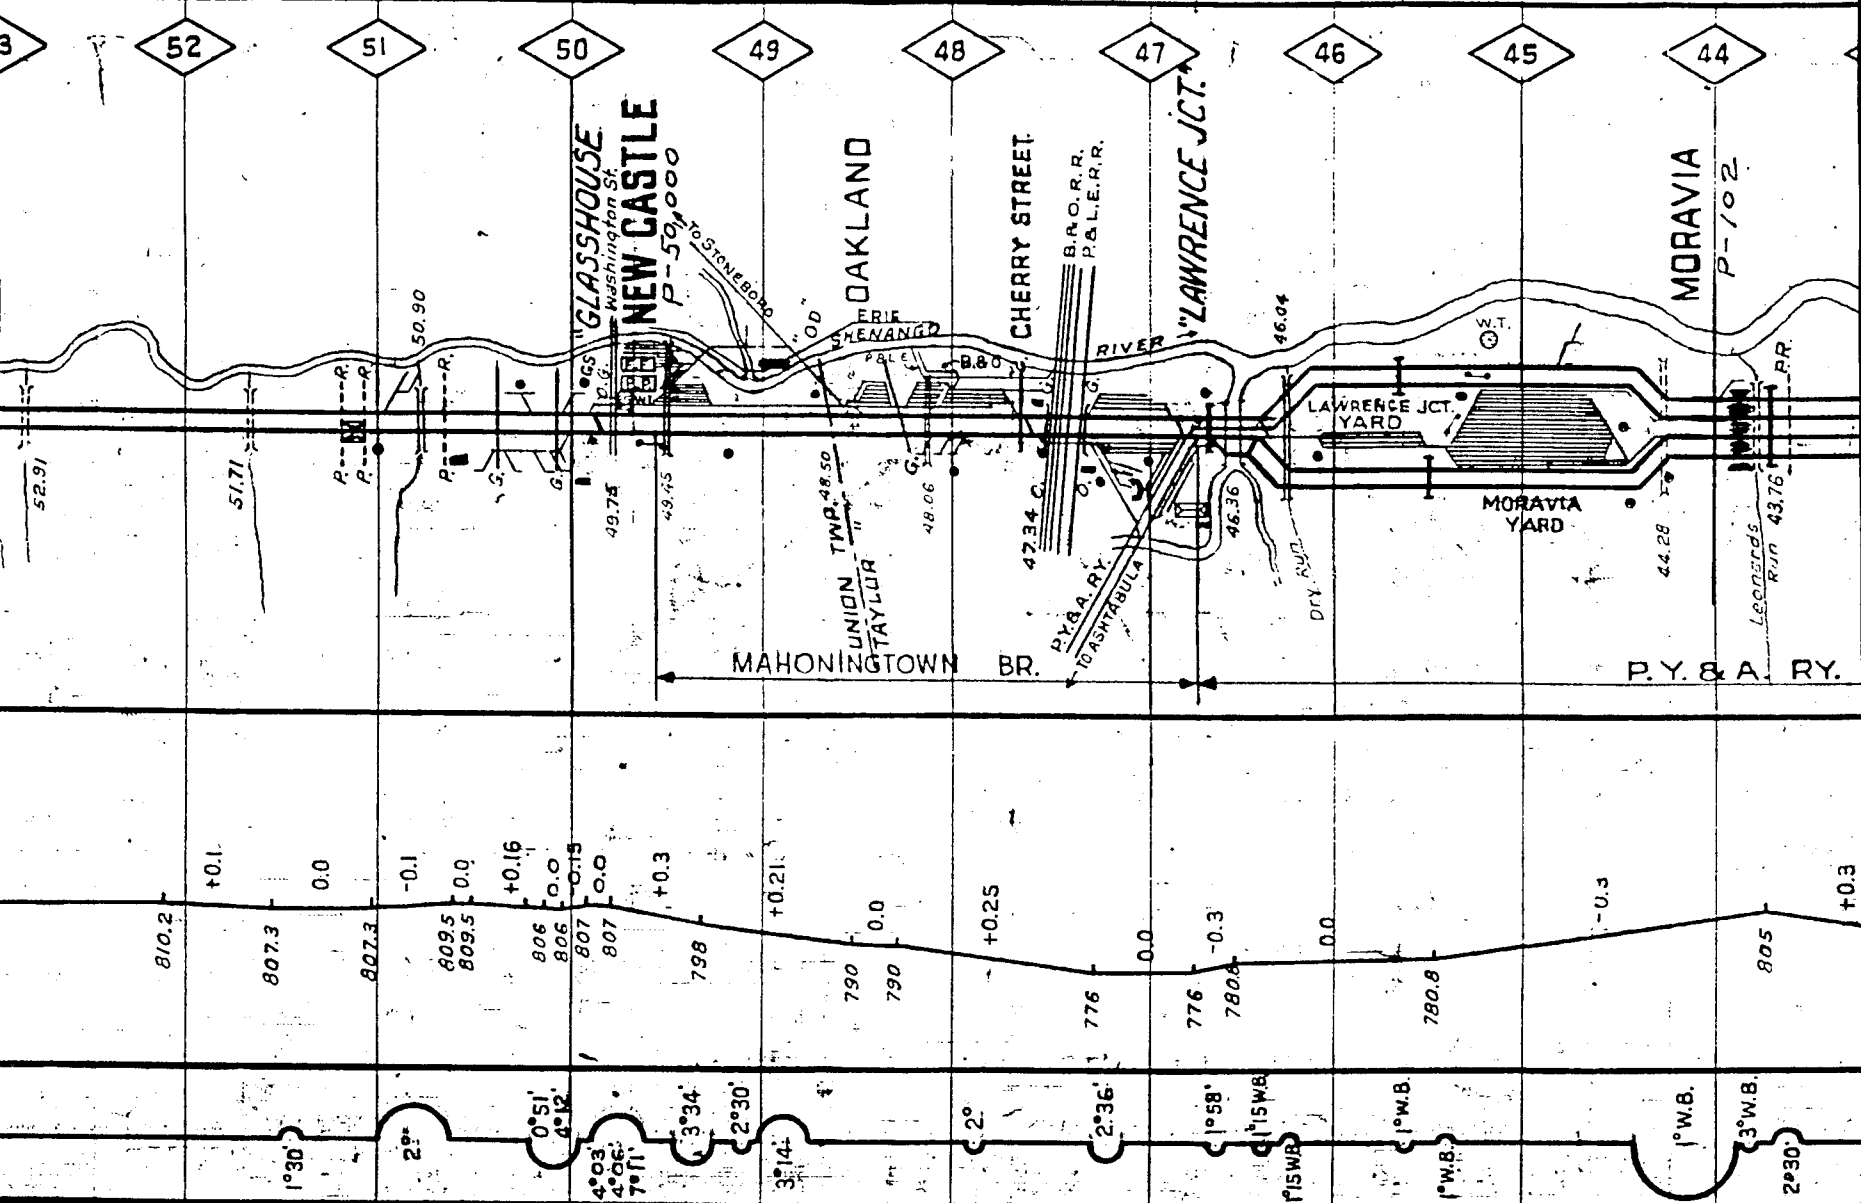 3
52
51
50
49
48
47
46
45
44
"GLASSHOUSE
Washington St.
NEW CASTLE
P-50,000
TO STONEBORO
"OD"
OAKLAND
ERIE
SHENANGO
P&LE
B.&O
CHERRY STREET.
B.&O.R.R.
P.&L.E.R.R.
RIVER
"LAWRENCE JCT."
46.04
W.T.
MORAVIA
P-102
P.R.
50.90
P. R.
P. R.
P. R.
G.
G.
GS
O.G.
G.
G.
G.
C.
O.
LAWRENCE JCT.
YARD
MORAVIA
YARD
52.91
51.71
49.75
49.45
48.50
48.06
47.34
46.36
44.28
43.76
UNION TWP.
TAYLOR "
P.Y.& A. RY.
TO ASHTABULA
Dry Run
Leonards
Run
MAHONINGTOWN BR.
P. Y. & A. RY.
+0.1
0.0
-0.1
0.0
+0.16
0.0
-0.15
0.0
+0.3
+0.21
0.0
+0.25
0.0
-0.3
0.0
-0.3
+0.3
810.2
807.3
807.3
809.5
809.5
806
806
807
807
798
790
790
776
776
780.8
780.8
805
1°30'
2°
0°51'
4°12'
4°03'
4°06'
7°11'
3°34'
2°30'
3°14'
2°
2°36'
1°58'
1°15W.B.
1°15W.B.
1°W.B.
1°W.B.
1°W.B.
3°W.B.
2°30'